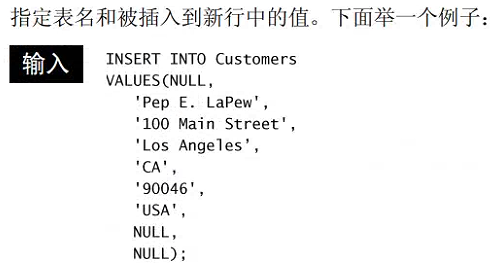 指定表名和被插入到新行中的值。下面举一个例子：
输入
INSERT INTO Customers
VALUES(NULL,
'Pep E. LaPew',
'100 Main Street',
'Los Angeles',
'CA',
'90046',
'USA',
NULL,
NULL);